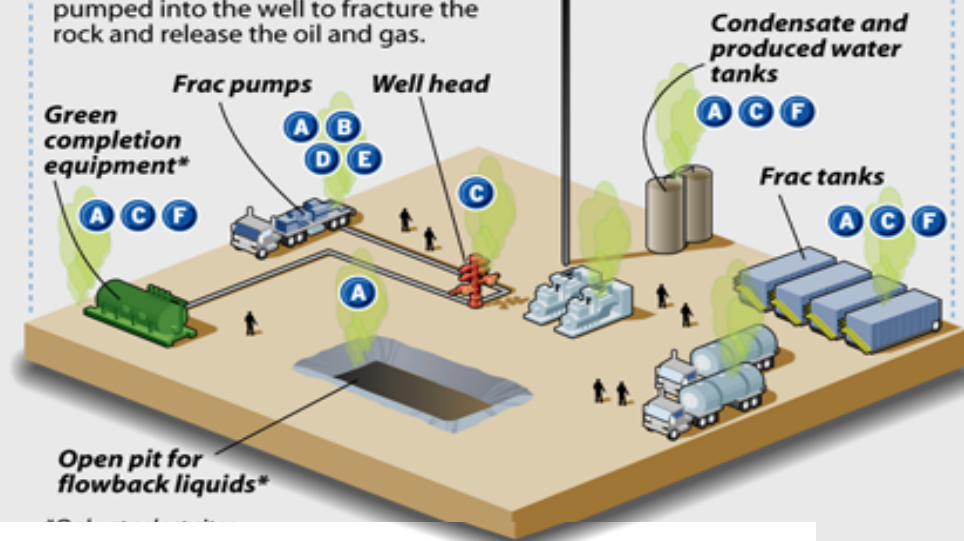 pumped into the well to fracture the
rock and release the oil and gas.
Condensate and
produced water
tanks
Frac pumps
Well head
Green
completion
equipment*
A B
D E
A C F
C
Frac tanks
A C F
A C F
A
Open pit for
flowback liquids*